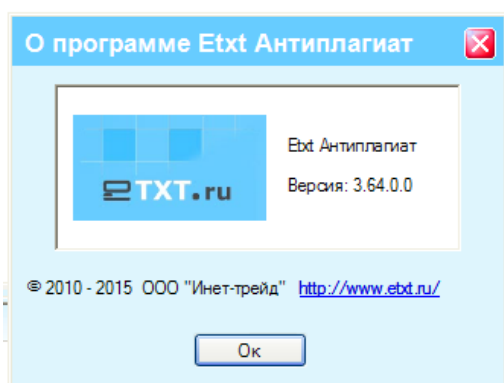 О программе Etxt Антиплагиат
eTXT.ru
Etxt Антиплагиат
Версия: 3.64.0.0
© 2010 - 2015 ООО "Инет-трейд" http://www.etxt.ru/
Ок